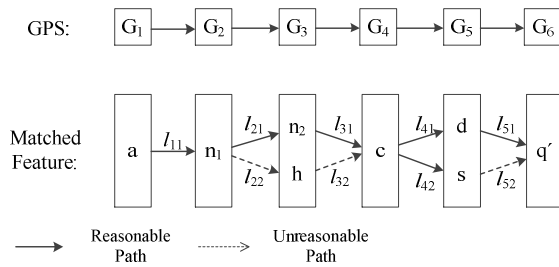 GPS: G1 G2 G3 G4 G5 G6
l11 l21 l31 l41 l51
a n1 n2 h c d s q′
l22 l32 l42 l52
Matched
Feature:
Reasonable
Path
Unreasonable
Path